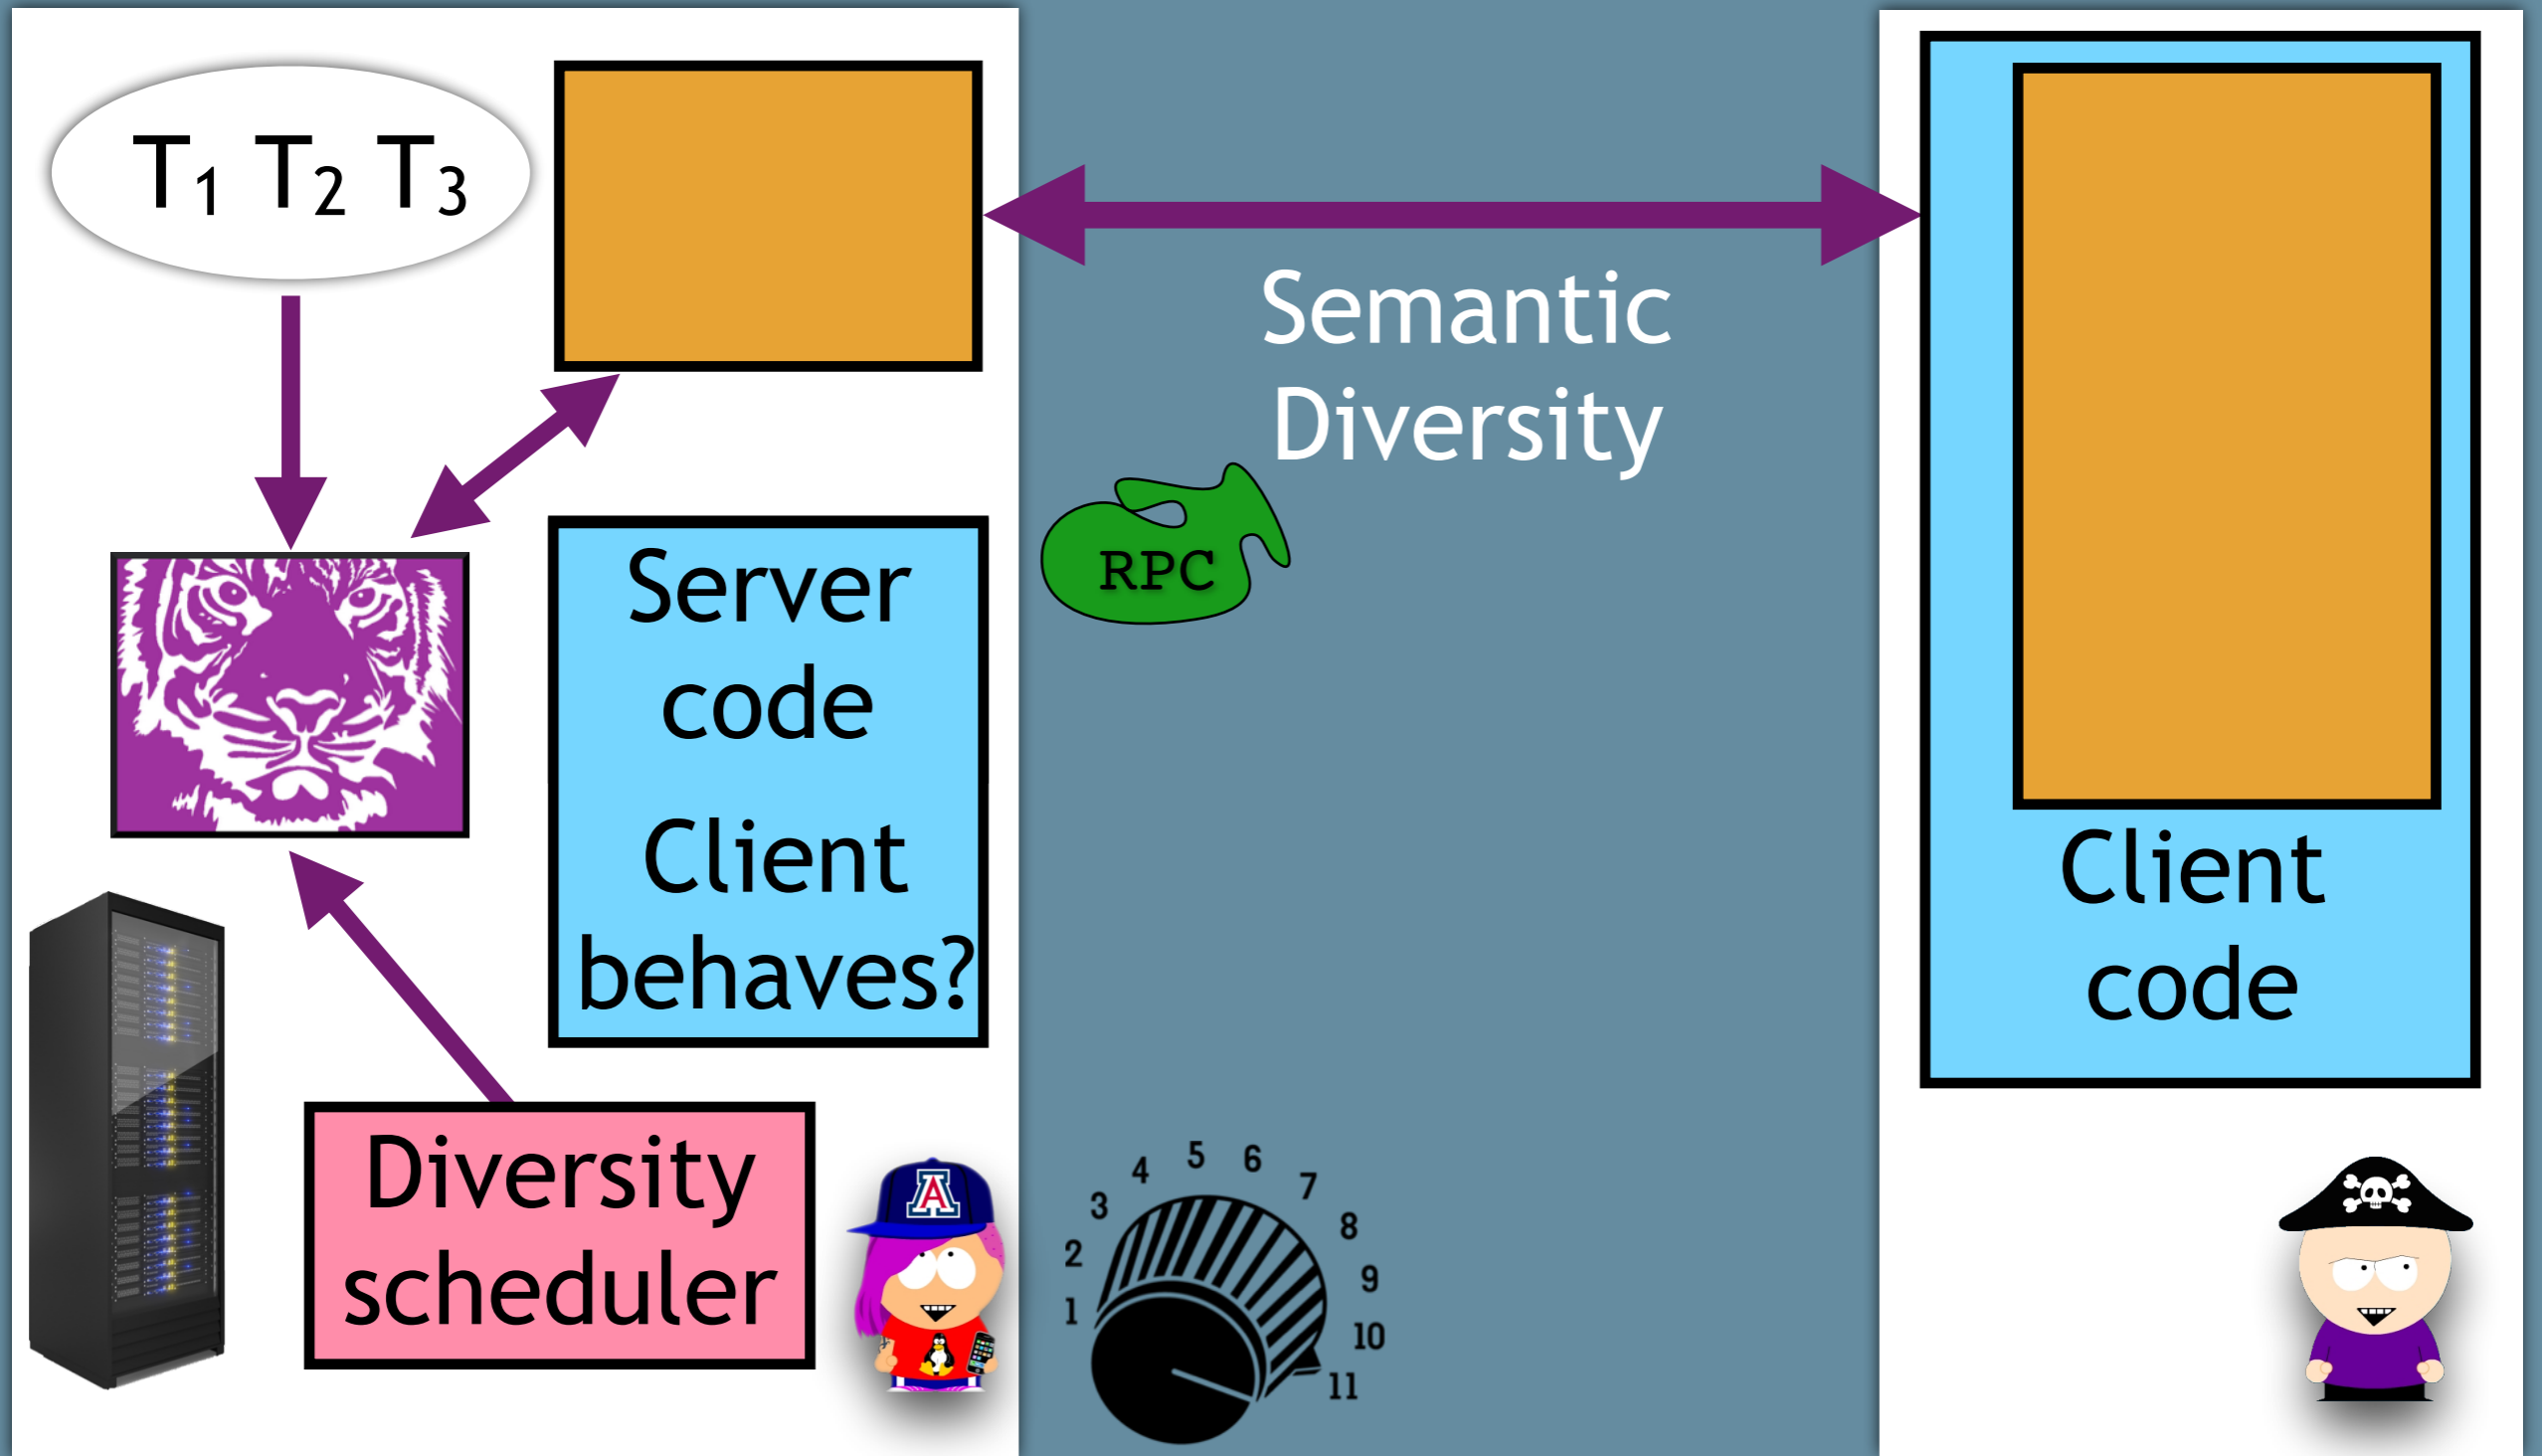 T1 T2 T3
Server
code
Client
behaves?
Diversity
scheduler
A
Semantic
Diversity
RPC
1
2
3
4
5
6
7
8
9
10
11
Client
code